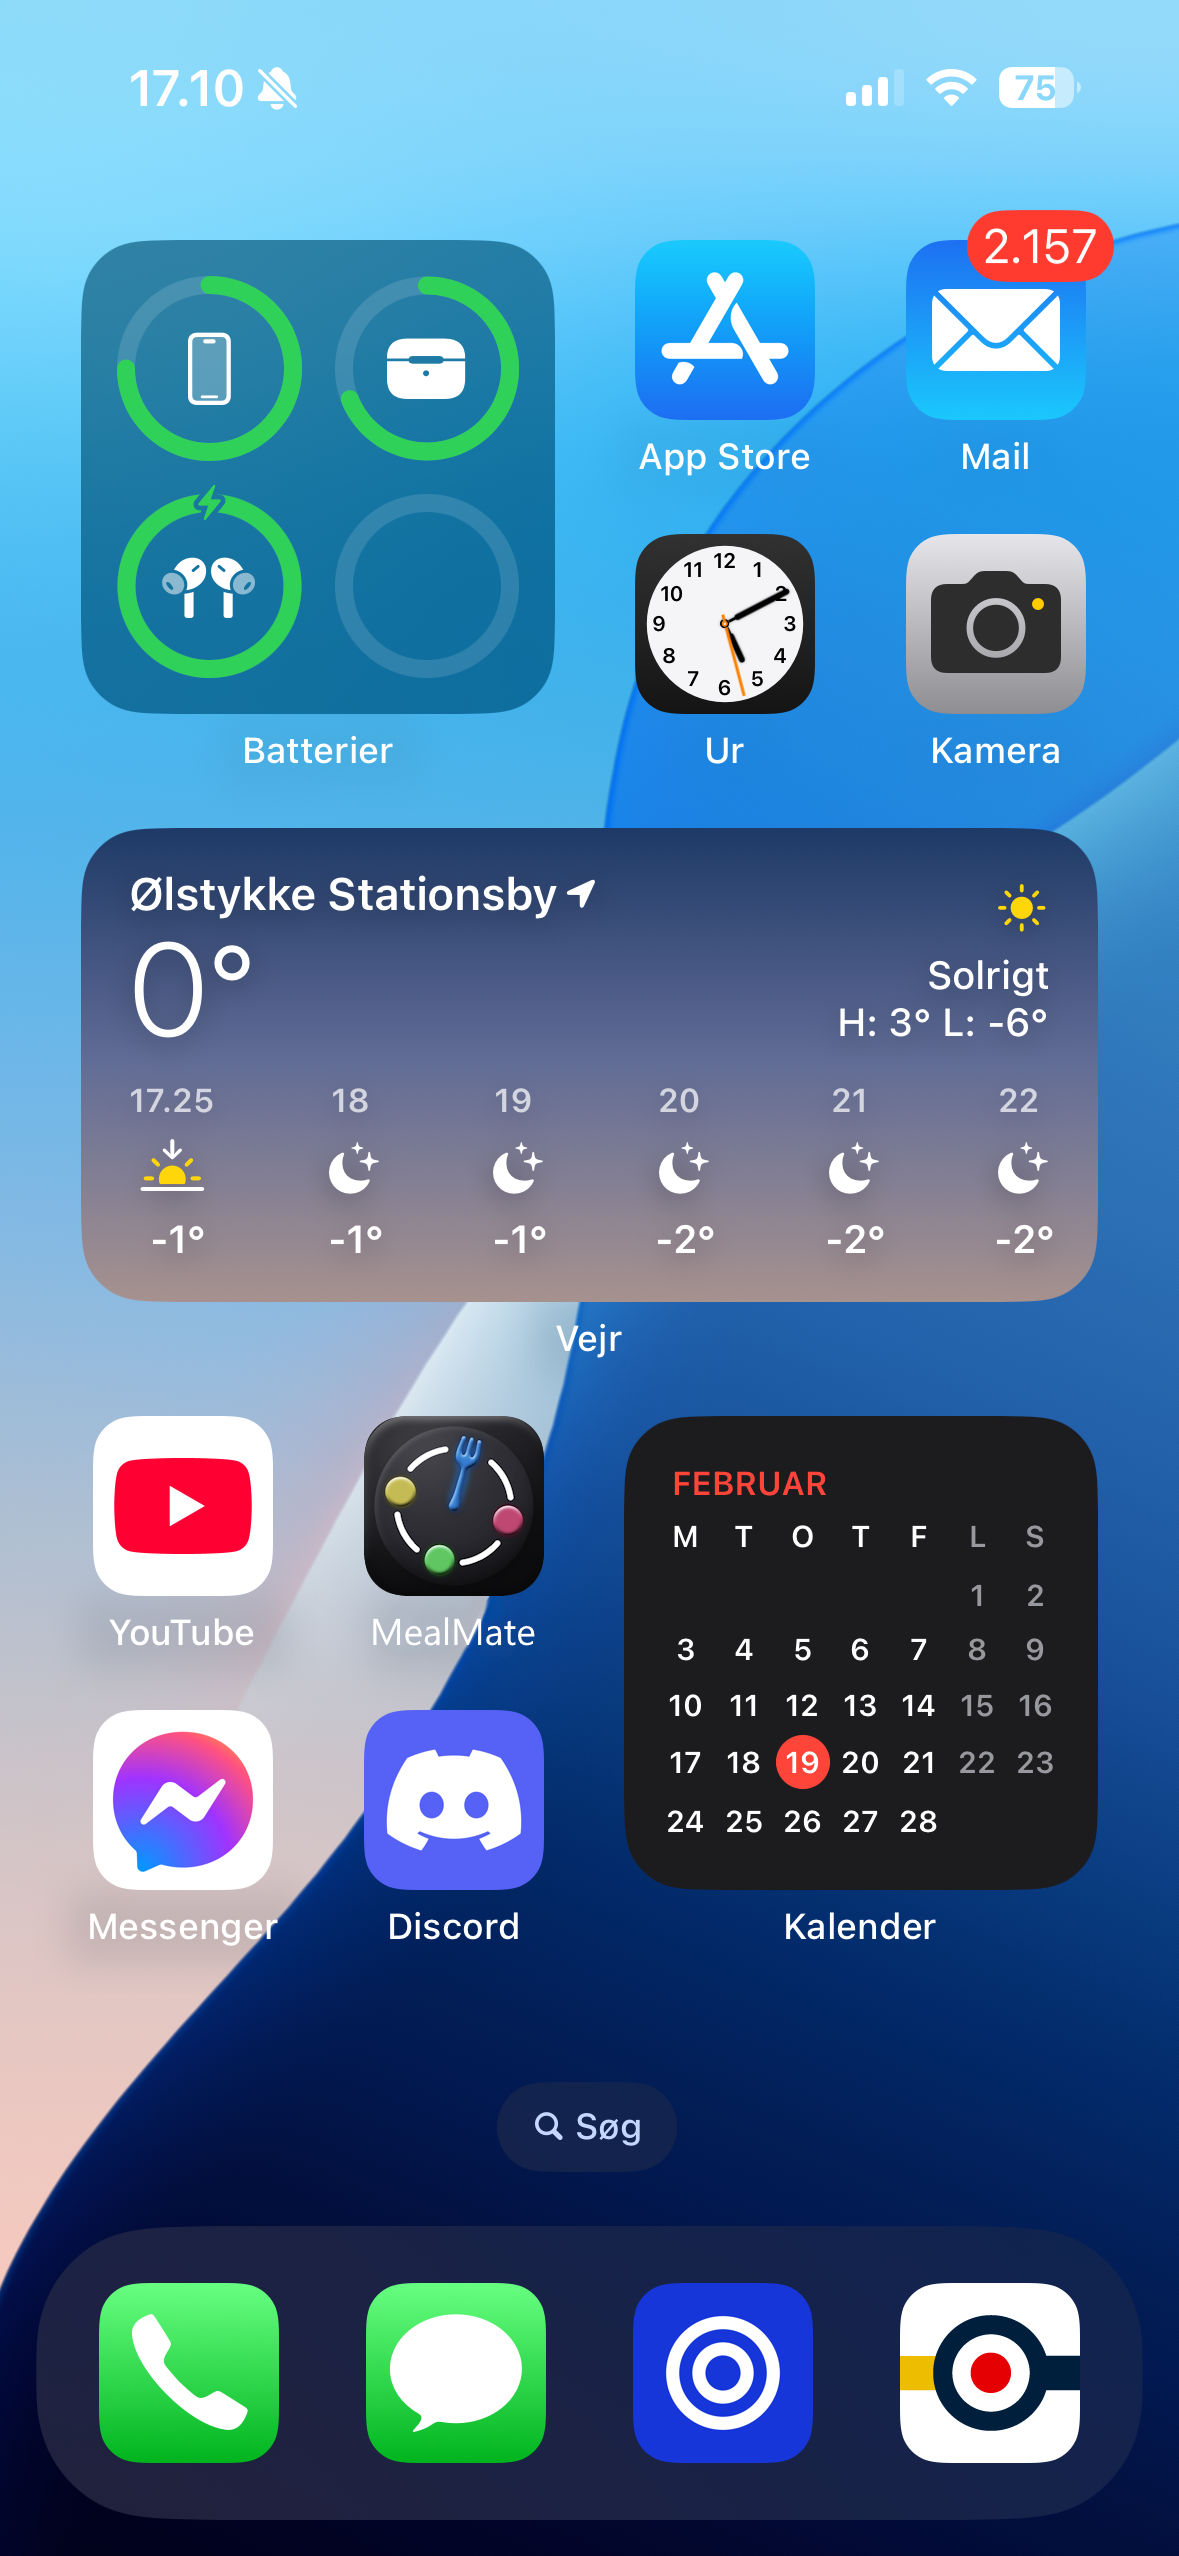 17.10
75
2.157
App Store
Mail
12
11
1
10
2
9
3
8
4
7
5
6
Batterier
Ur
Kamera
Ølstykke Stationsby
0°
Solrigt
H: 3° L: -6°
17.25 18 19 20 21 22
-1° -1° -1° -2° -2° -2°
Vejr
YouTube
MealMate
Messenger
Discord
FEBRUAR
M T O T F L S
1 2
3 4 5 6 7 8 9
10 11 12 13 14 15 16
17 18 19 20 21 22 23
24 25 26 27 28
Kalender
Søg